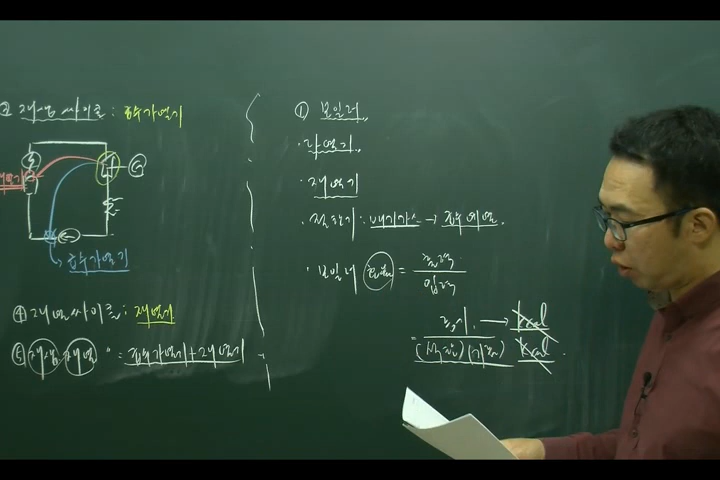 ③ 재생 싸이클 : 급수가열기
급수가열기
④ 재열싸이클 : 재열기
⑤ 재생 재열 〃 : 급수가열기+재열기
① 보일러
· 과열기
· 재열기
· 절탄기 : 배기가스 → 급수예열
· 보일러 효율 = 출력 / 입력
= 증기 → kcal
kcal